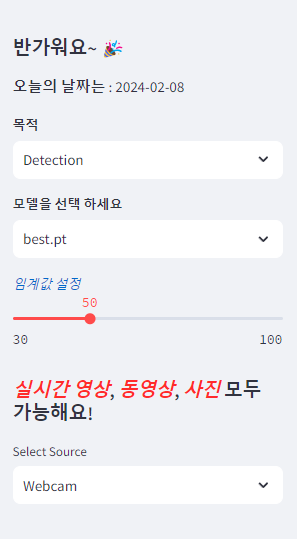 반가워요~ 🎉
오늘의 날짜는 : 2024-02-08
목적
Detection
모델을 선택 하세요
best.pt
임계값 설정
50
30 100
실시간 영상, 동영상, 사진 모두
가능해요!
Select Source
Webcam